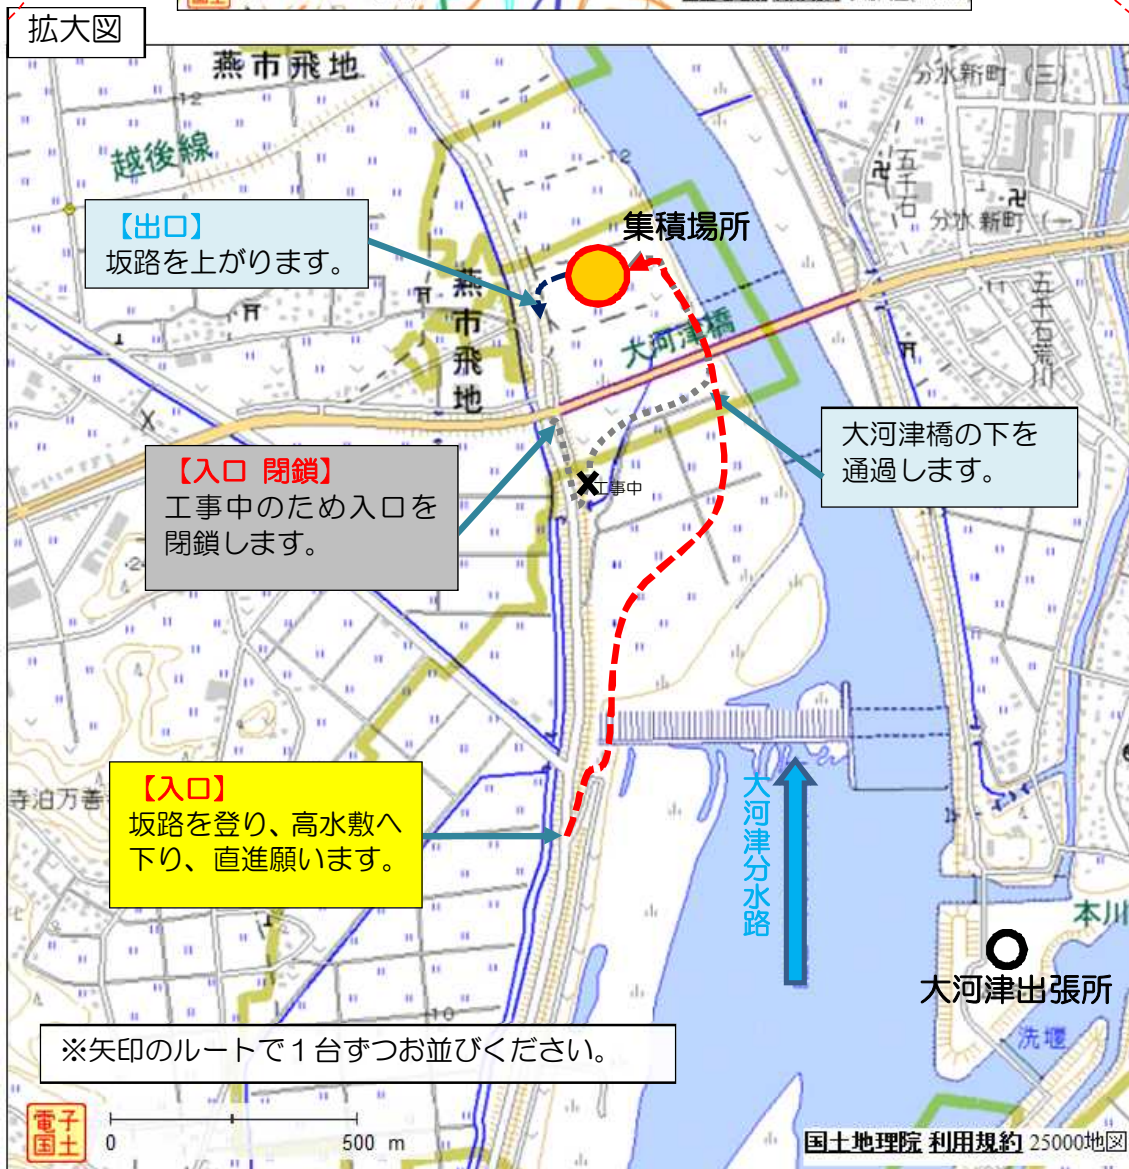 拡大図
燕市飛地
12
越後線
分水新町(三)
五千石
分水新町(一)
12
【出口】
坂路を上がります。
集積場所
燕市飛地
大河津橋
11
五千石荒川
大河津橋の下を
通過します。
【入口 閉鎖】
工事中のため入口を
閉鎖します。
工事中
寺泊万善
【入口】
坂路を登り、高水敷へ
下り、直進願います。
大河津分水路
本川
大河津出張所
洗堰
10
※矢印のルートで1台ずつお並びください。
電子
国土
0
500 m
国土地理院 利用規約 25000地図